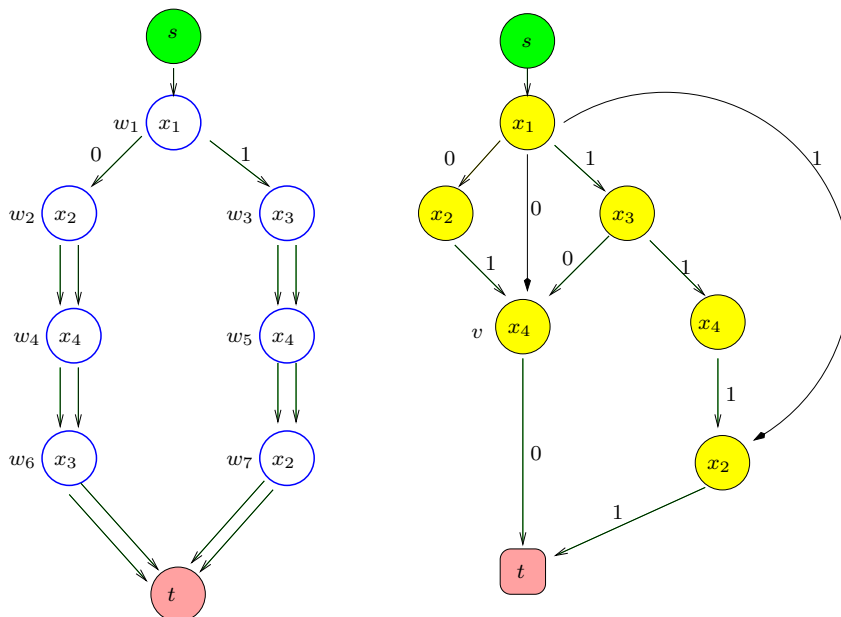 s
w1 x1
0 1
w2 x2 w3 x3
w4 x4 w5 x4
w6 x3 w7 x2
t
s
x1
0 1 1
x2 0 x3
1 0 1
v x4 x4
1
0 x2
1
t